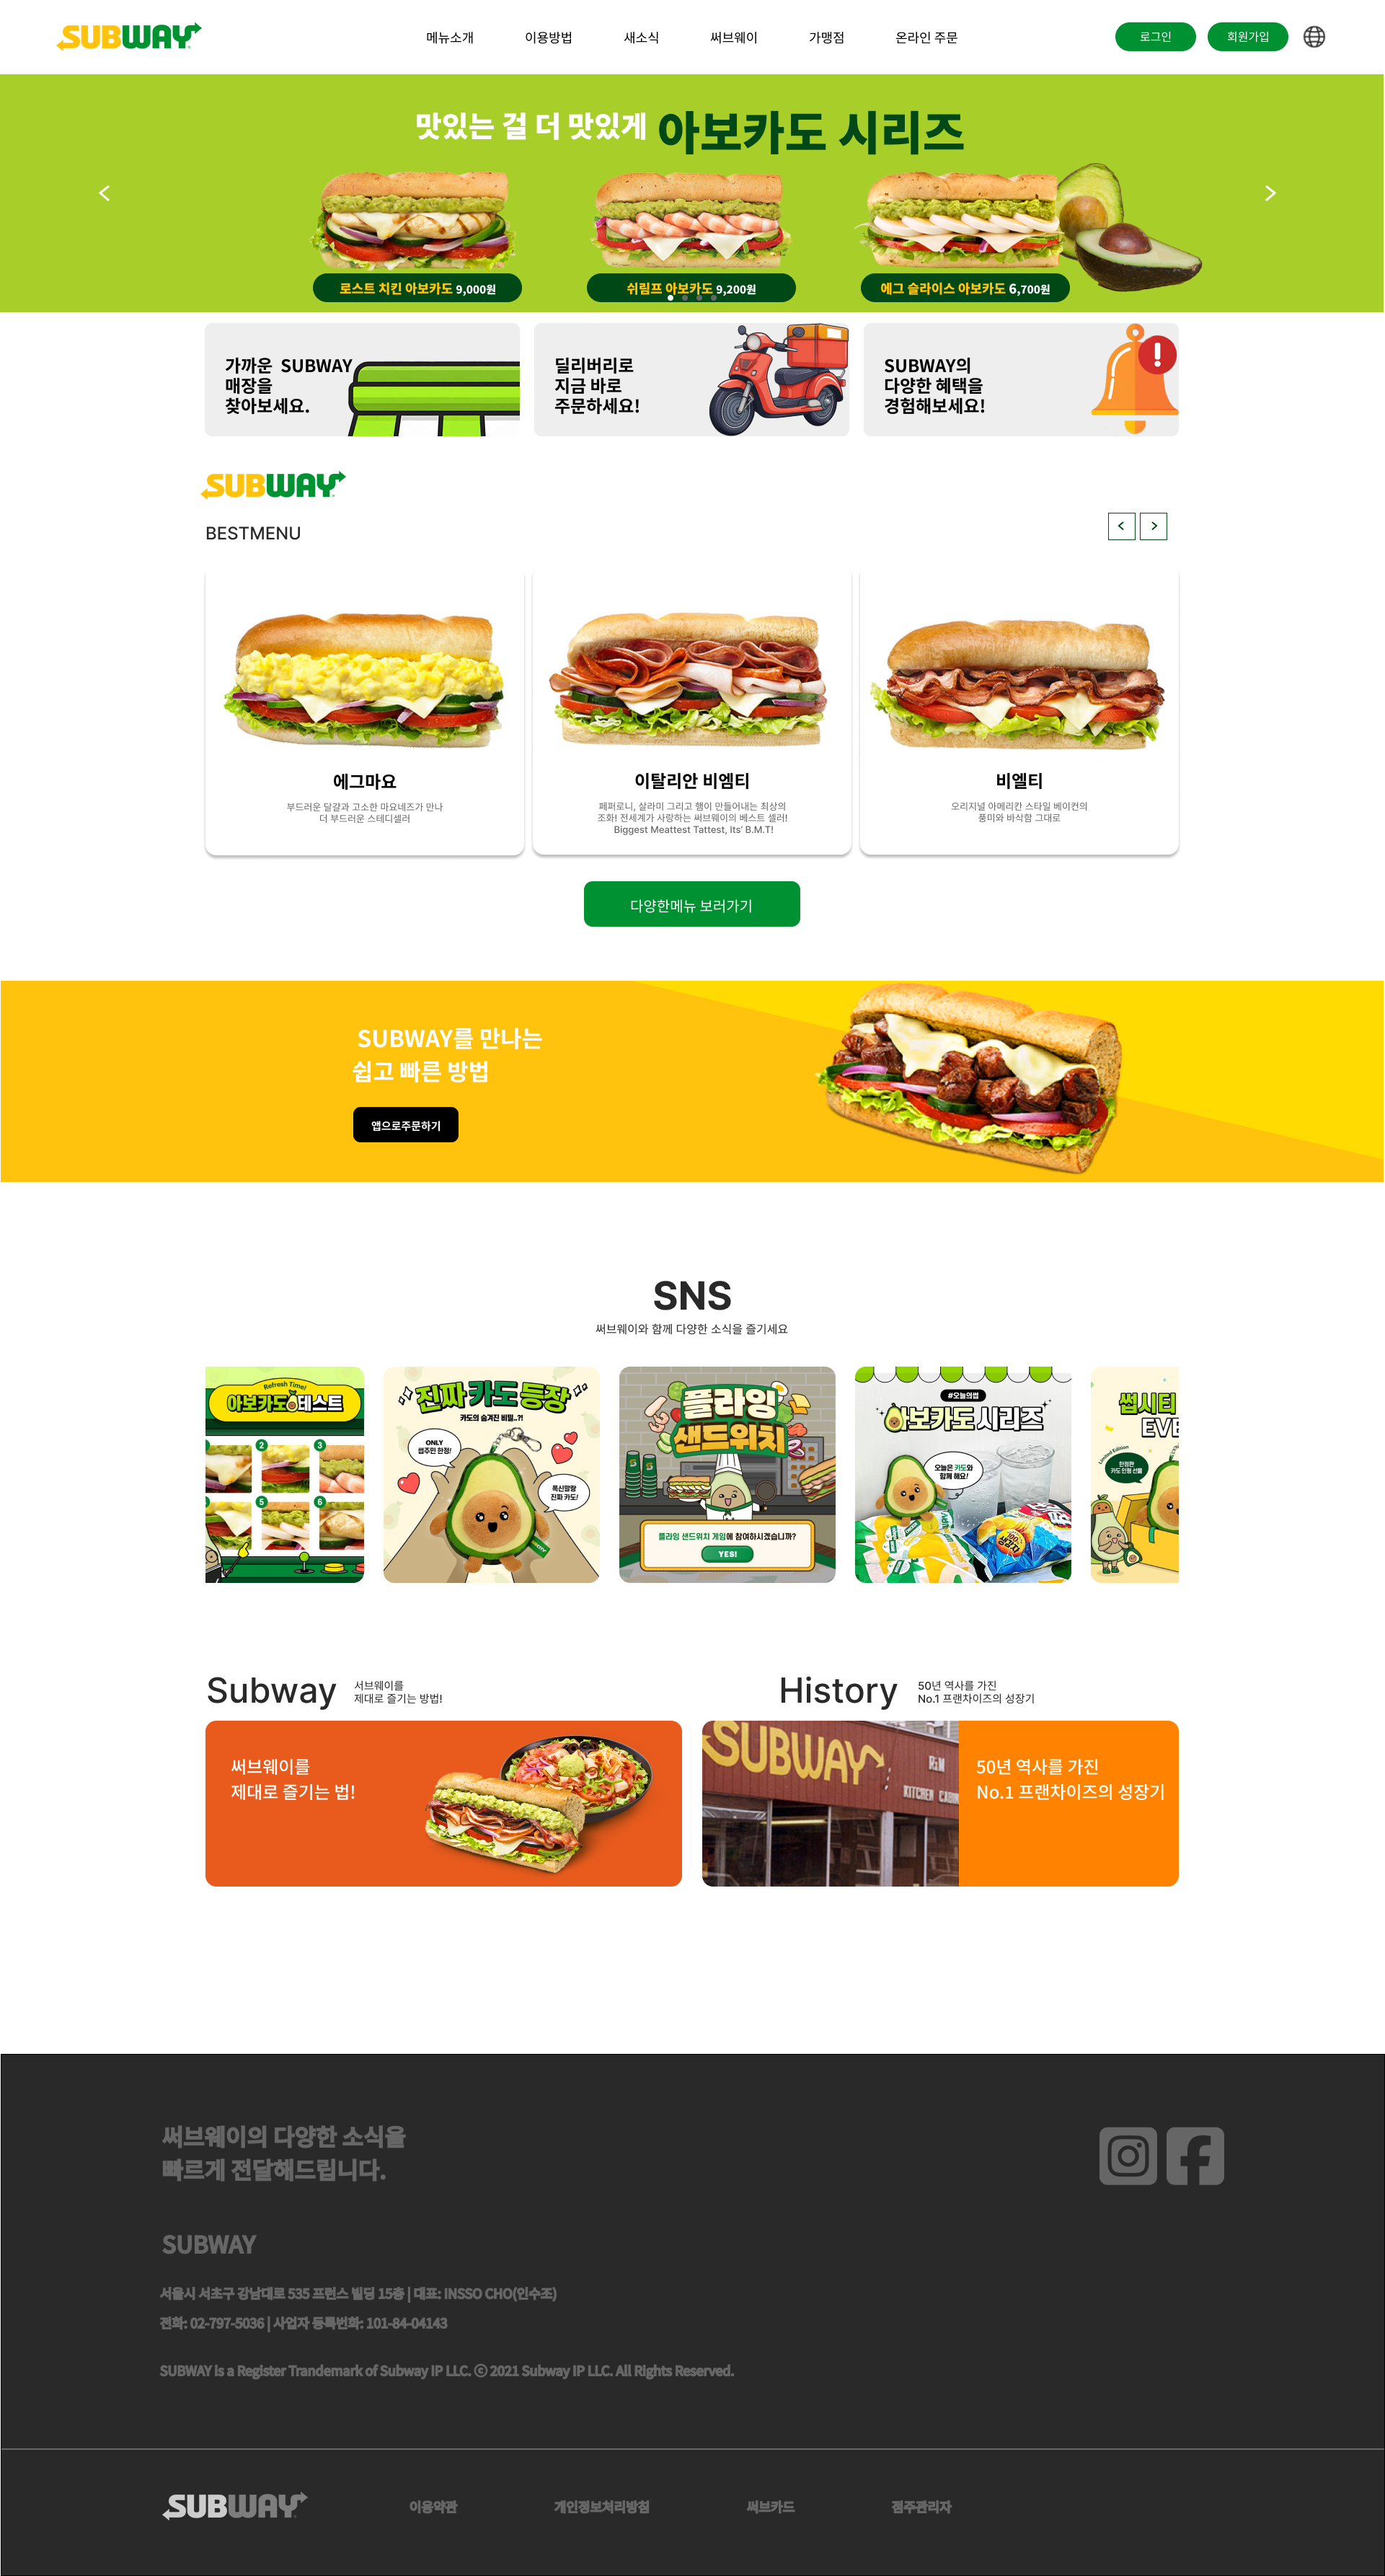 SUBWAY
메뉴소개
이용방법
새소식
써브웨이
가맹점
온라인 주문
로그인
회원가입
맛있는 걸 더 맛있게 아보카도 시리즈
로스트 치킨 아보카도 9,000원
쉬림프 아보카도 9,200원
에그 슬라이스 아보카도 6,700원
가까운 SUBWAY
매장을
찾아보세요.
딜리버리로
지금 바로
주문하세요!
SUBWAY의
다양한 혜택을
경험해보세요!
SUBWAY
BESTMENU
에그마요
부드러운 달걀과 고소한 마요네즈가 만나
더 부드러운 스테디셀러
이탈리안 비엠티
페퍼로니, 살라미 그리고 햄이 만들어내는 최상의
조화! 전세계가 사랑하는 써브웨이의 베스트 셀러!
Biggest Meattest Tattest, Its' B.M.T!
비엘티
오리지널 아메리칸 스타일 베이컨의
풍미와 바삭함 그대로
다양한메뉴 보러가기
SUBWAY를 만나는
쉽고 빠른 방법
앱으로주문하기
SNS
써브웨이와 함께 다양한 소식을 즐기세요
Refresh Time!
아보카도테스트
2
3
5
6
진짜 카도 등장
카도의 숨겨진 비밀..?!
ONLY
썹주민 한정!
폭신말랑
진짜 카도!
플라잉
샌드위치
플라잉 샌드위치 게임에 참여하시겠습니까?
YES!
#오늘의썹
아보카도 시리즈
오늘은 카도와
함께 해요!
썹시티
EVE
Limited Edition
한정판
카도 인형 선물
Subway
서브웨이를
제대로 즐기는 방법!
History
50년 역사를 가진
No.1 프랜차이즈의 성장기
써브웨이를
제대로 즐기는 법!
SUBWAY
R&M
KITCHEN CABIN
50년 역사를 가진
No.1 프랜차이즈의 성장기
써브웨이의 다양한 소식을
빠르게 전달해드립니다.
SUBWAY
서울시 서초구 강남대로 535 프런스 빌딩 15층 | 대표: INSSO CHO(인수조)
전화: 02-797-5036 | 사업자 등록번화: 101-84-04143
SUBWAY is a Register Trandemark of Subway IP LLC. ⓒ 2021 Subway IP LLC. All Rights Reserved.
SUBWAY
이용약관
개인정보처리방침
써브카드
점주관리자